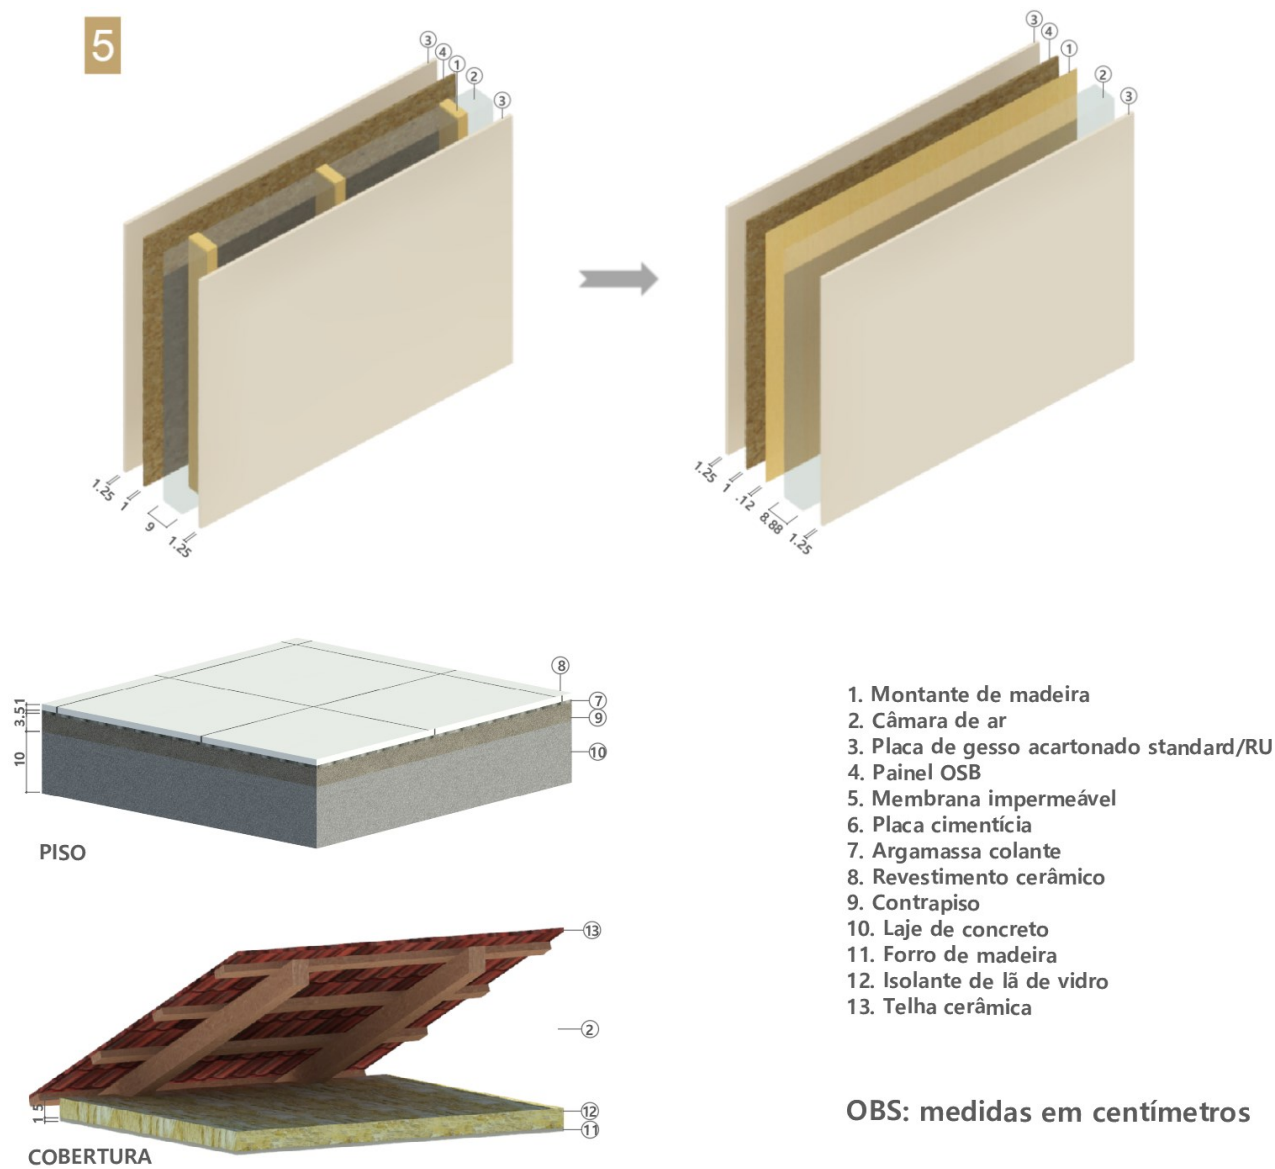 5
3
4
1
2
3
3
4
1
2
3
1.25
1
9
1.25
1.25
1
.12
8.88
1.25
8
7
9
10
3.51
10
PISO
1. Montante de madeira
2. Câmara de ar
3. Placa de gesso acartonado standard/RU
4. Painel OSB
5. Membrana impermeável
6. Placa cimentícia
7. Argamassa colante
8. Revestimento cerâmico
9. Contrapiso
10. Laje de concreto
11. Forro de madeira
12. Isolante de lã de vidro
13. Telha cerâmica
13
2
12
11
COBERTURA
OBS: medidas em centímetros